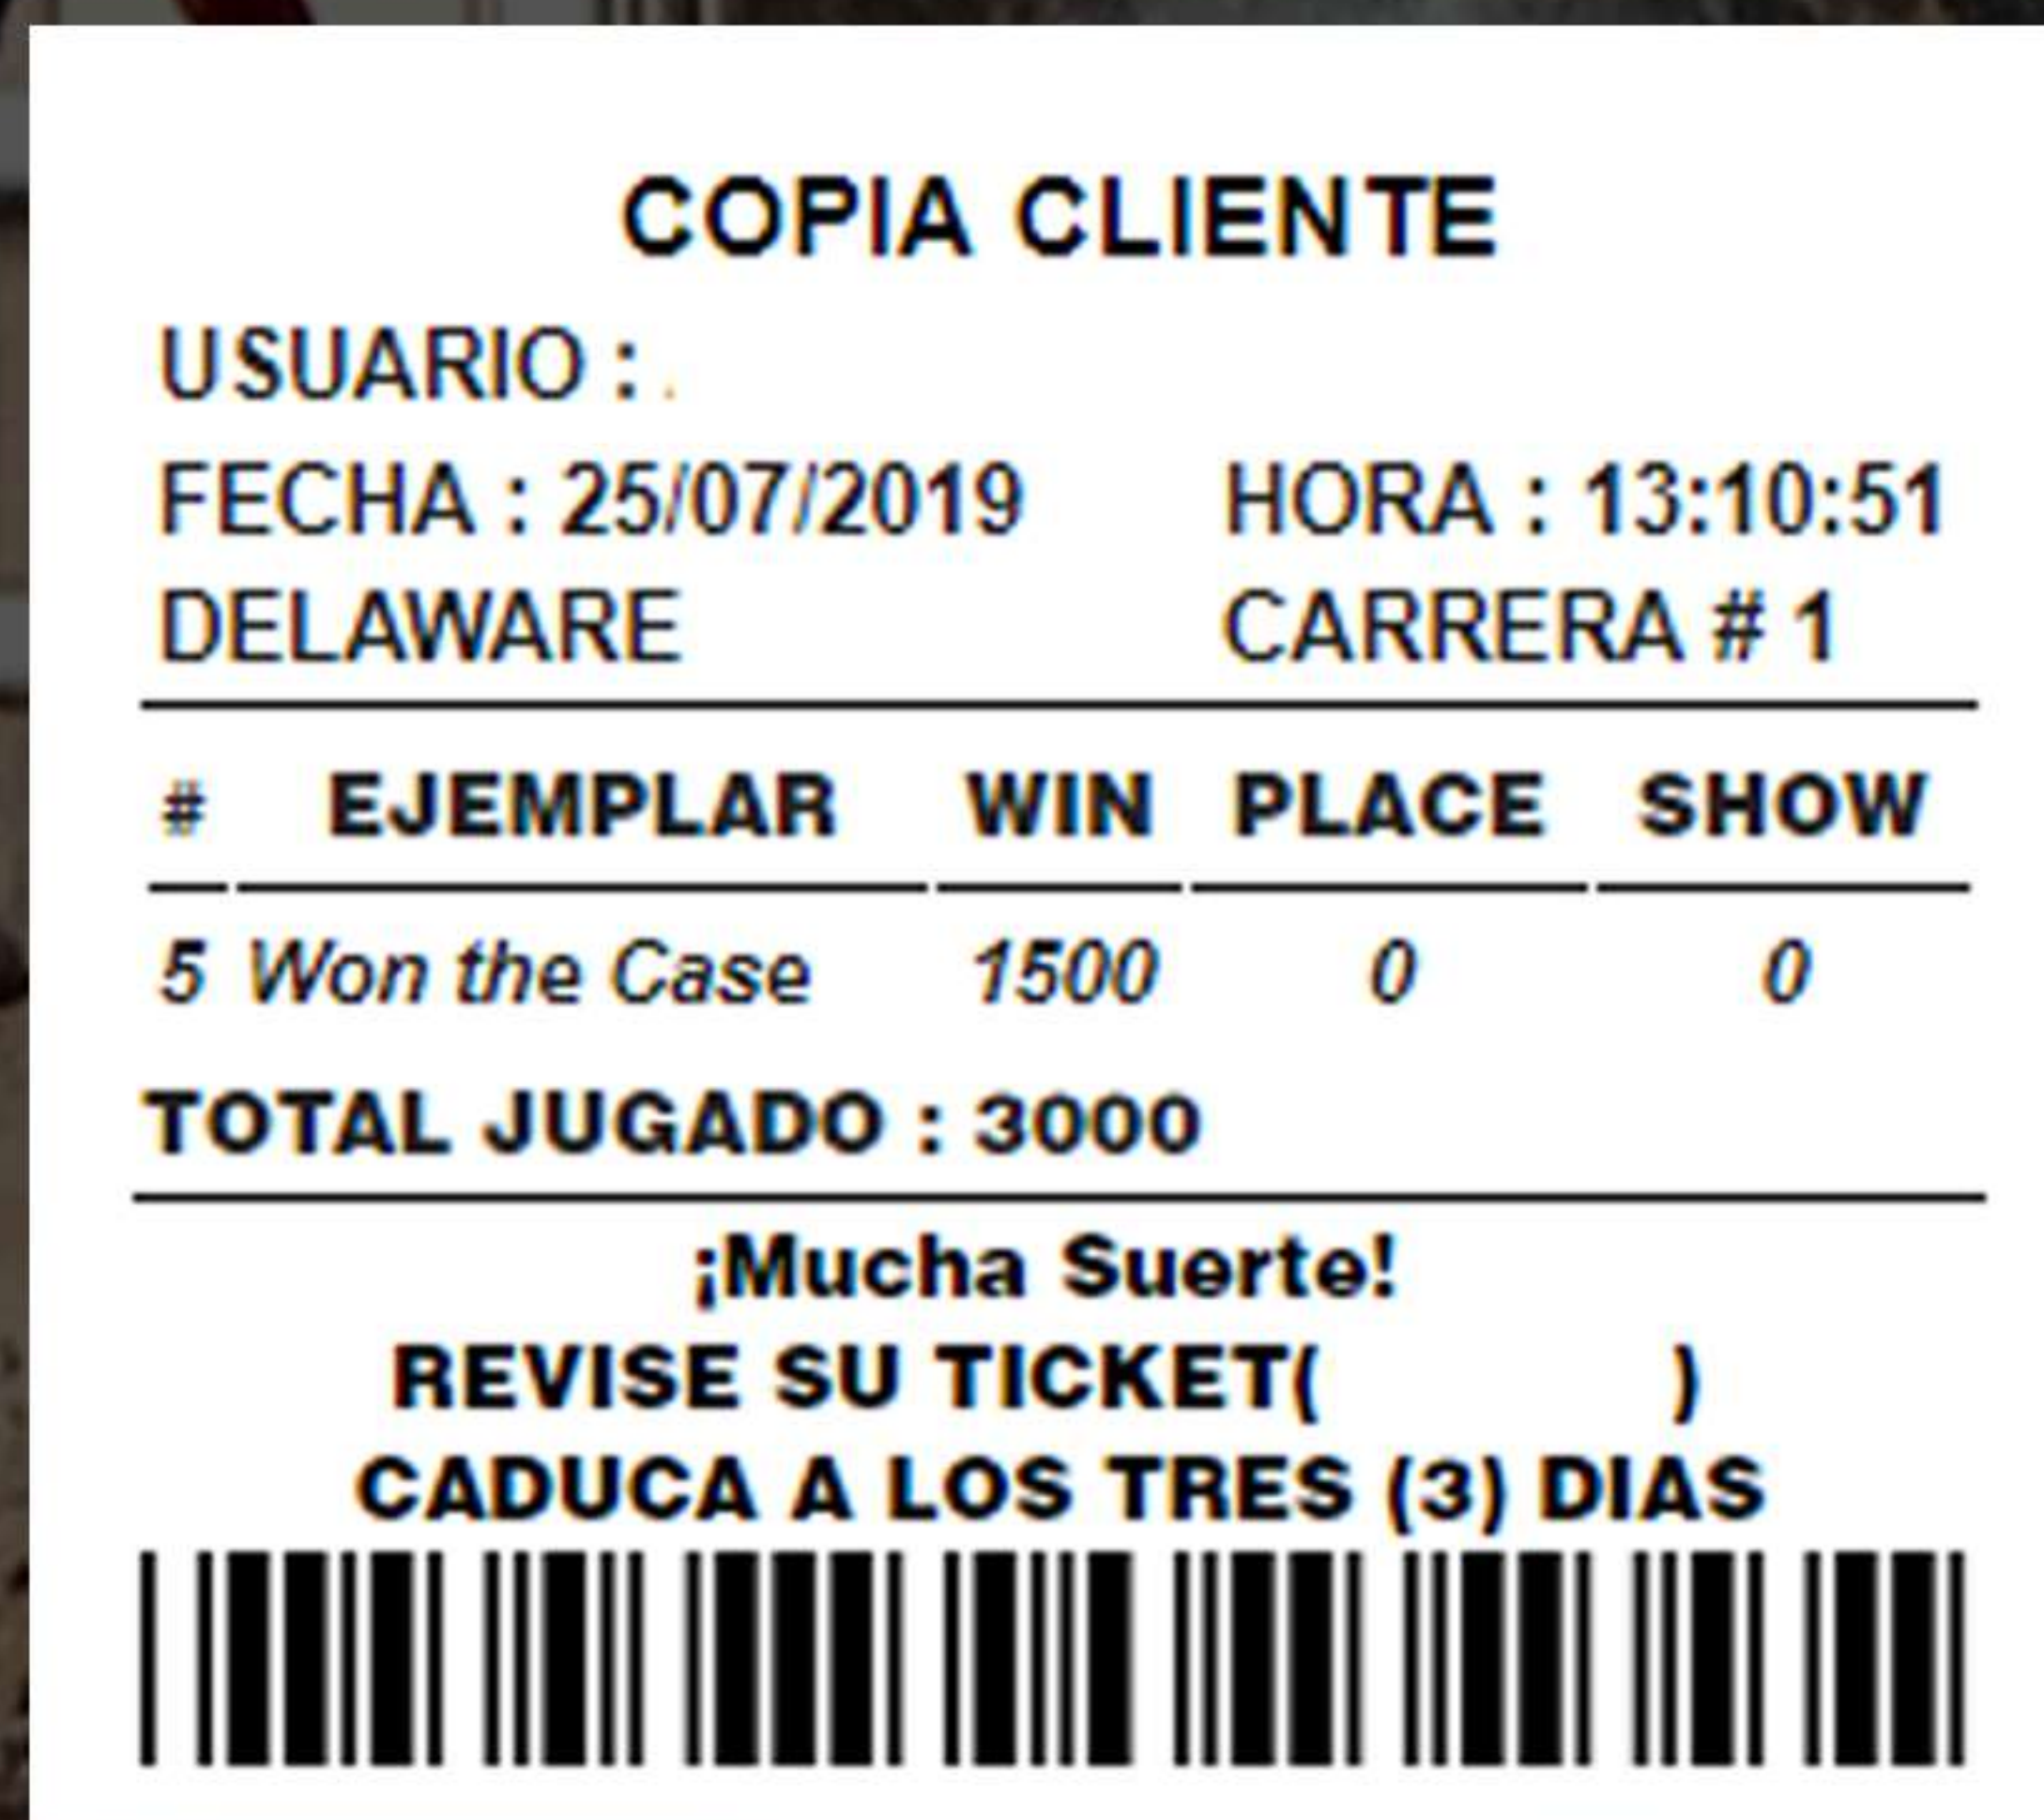 COPIA CLIENTE
USUARIO :
FECHA : 25/07/2019 HORA : 13:10:51
DELAWARE CARRERA # 1
# EJEMPLAR WIN PLACE SHOW
5 Won the Case 1500 0 0
TOTAL JUGADO : 3000
¡Mucha Suerte!
REVISE SU TICKET( )
CADUCA A LOS TRES (3) DIAS